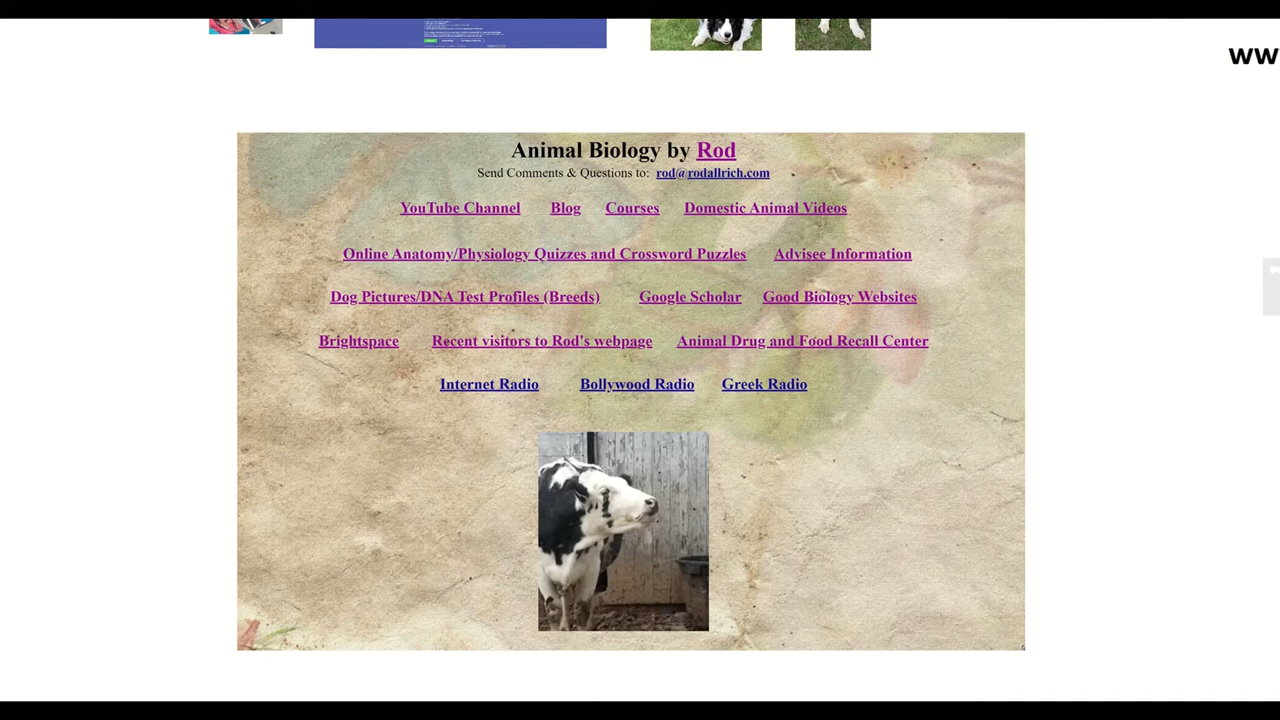 WW
Animal Biology by Rod
Send Comments & Questions to: rod@rodallrich.com
YouTube Channel Blog Courses Domestic Animal Videos
Online Anatomy/Physiology Quizzes and Crossword Puzzles Advisee Information
Dog Pictures/DNA Test Profiles (Breeds) Google Scholar Good Biology Websites
Brightspace Recent visitors to Rod's webpage Animal Drug and Food Recall Center
Internet Radio Bollywood Radio Greek Radio